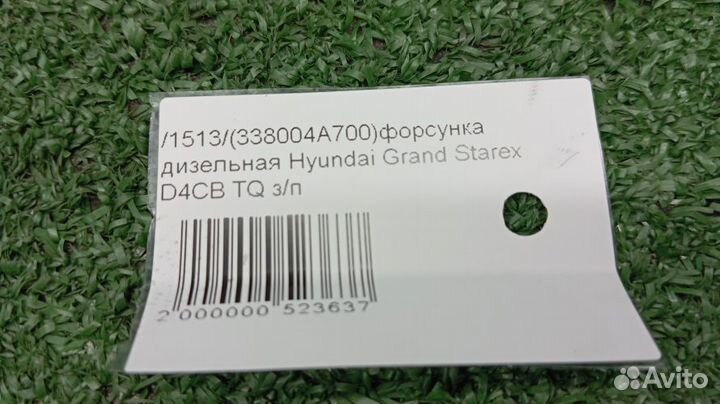 /1513/(338004A700)форсунка
дизельная Hyundai Grand Starex
D4CB TQ з/п
2 000000 523637
Avito